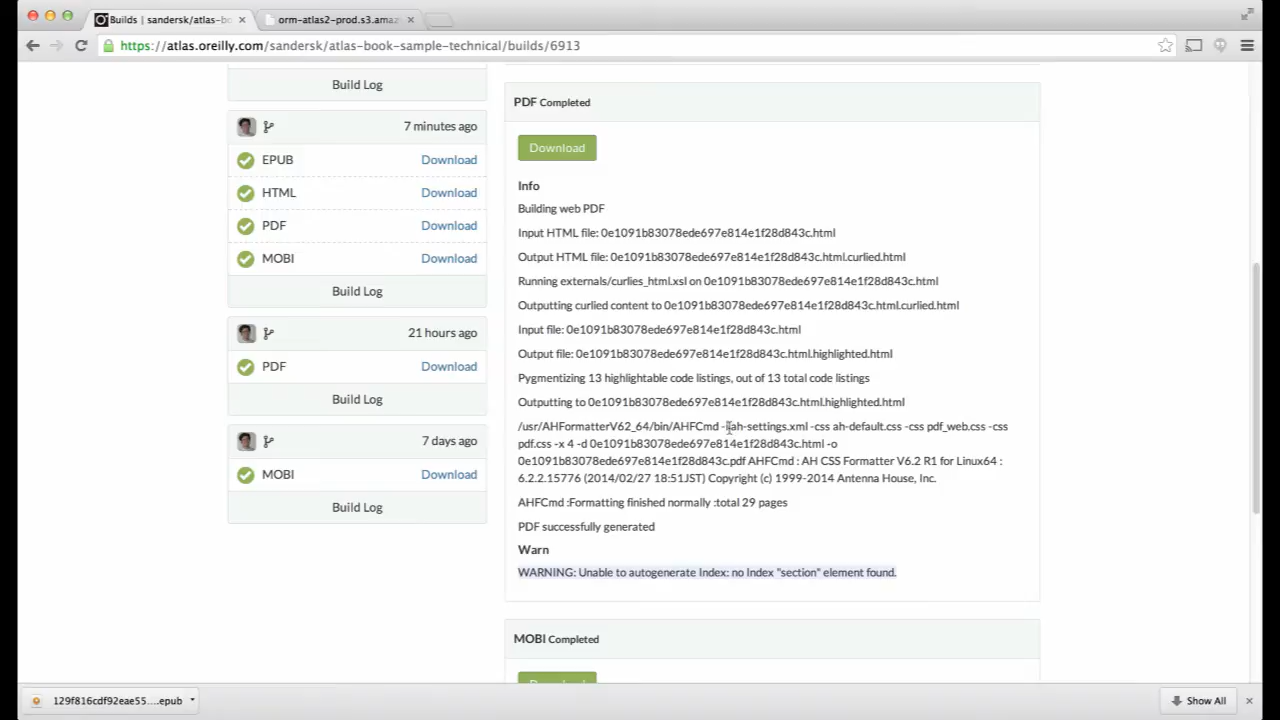 Builds | sandersk/atlas-bo
orm-atlas2-prod.s3.amaz
https://atlas.oreilly.com/sandersk/atlas-book-sample-technical/builds/6913
Build Log
7 minutes ago
EPUB Download
HTML Download
PDF Download
MOBI Download
Build Log
21 hours ago
PDF Download
Build Log
7 days ago
MOBI Download
Build Log
PDF Completed
Download
Info
Building web PDF
Input HTML file: 0e1091b83078ede697e814e1f28d843c.html
Output HTML file: 0e1091b83078ede697e814e1f28d843c.html.curlied.html
Running externals/curlies_html.xsl on 0e1091b83078ede697e814e1f28d843c.html
Outputting curlied content to 0e1091b83078ede697e814e1f28d843c.html.curlied.html
Input file: 0e1091b83078ede697e814e1f28d843c.html
Output file: 0e1091b83078ede697e814e1f28d843c.html.highlighted.html
Pygmentizing 13 highlightable code listings, out of 13 total code listings
Outputting to 0e1091b83078ede697e814e1f28d843c.html.highlighted.html
/usr/AHFormatterV62_64/bin/AHFCmd -i ah-settings.xml -css ah-default.css -css pdf_web.css -css
pdf.css -x 4 -d 0e1091b83078ede697e814e1f28d843c.html -o
0e1091b83078ede697e814e1f28d843c.pdf AHFCmd : AH CSS Formatter V6.2 R1 for Linux64 :
6.2.2.15776 (2014/02/27 18:51JST) Copyright (c) 1999-2014 Antenna House, Inc.
AHFCmd :Formatting finished normally :total 29 pages
PDF successfully generated
Warn
WARNING: Unable to autogenerate Index: no Index "section" element found.
MOBI Completed
129f816cdf92eae55....epub
Show All